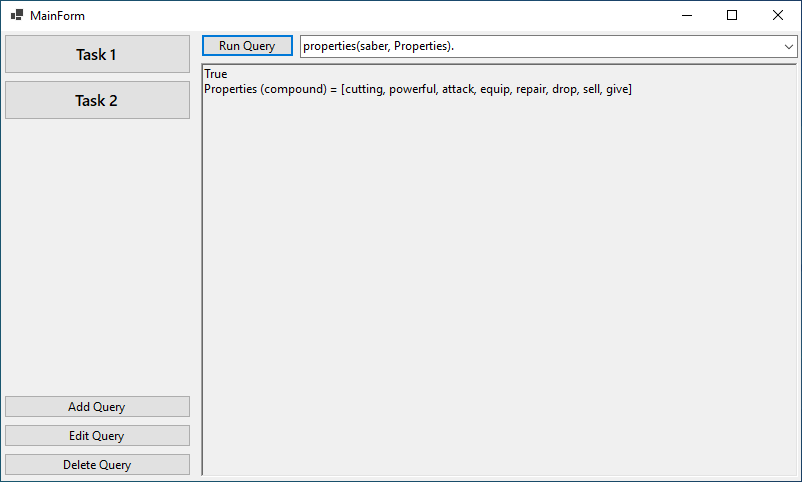 MainForm
Task 1
Task 2
Run Query
properties(saber, Properties).
True
Properties (compound) = [cutting, powerful, attack, equip, repair, drop, sell, give]
Add Query
Edit Query
Delete Query